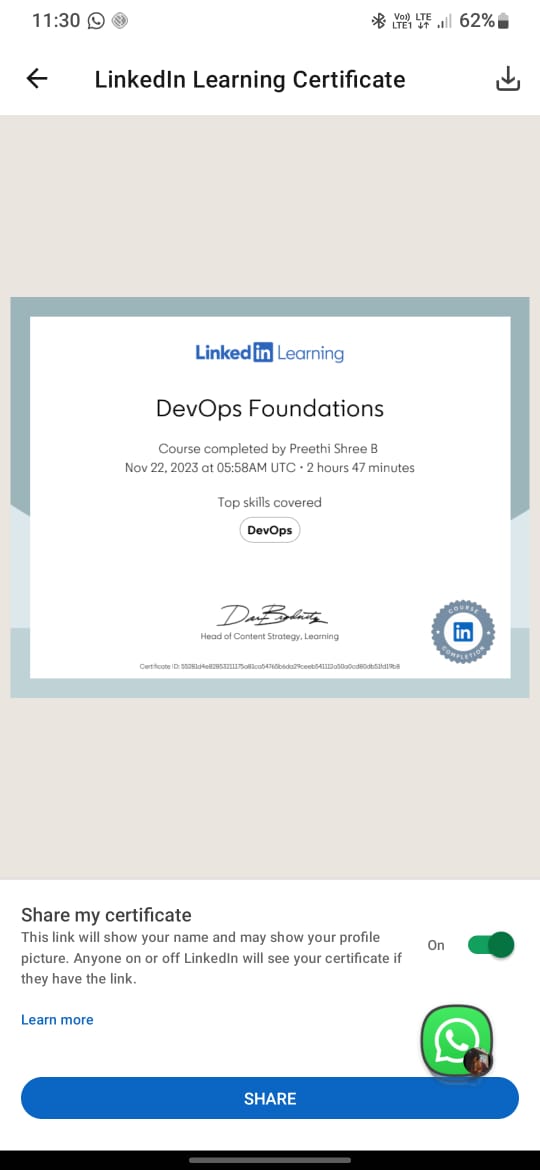 11:30
Vo)) LTE
LTE1
62%
LinkedIn Learning Certificate
Linked in Learning
DevOps Foundations
Course completed by Preethi Shree B
Nov 22, 2023 at 05:58AM UTC • 2 hours 47 minutes
Top skills covered
DevOps
Head of Content Strategy, Learning
COURSE
in
COMPLETION
Certificate ID:
Share my certificate
This link will show your name and may show your profile
picture. Anyone on or off LinkedIn will see your certificate if
they have the link.
On
Learn more
SHARE